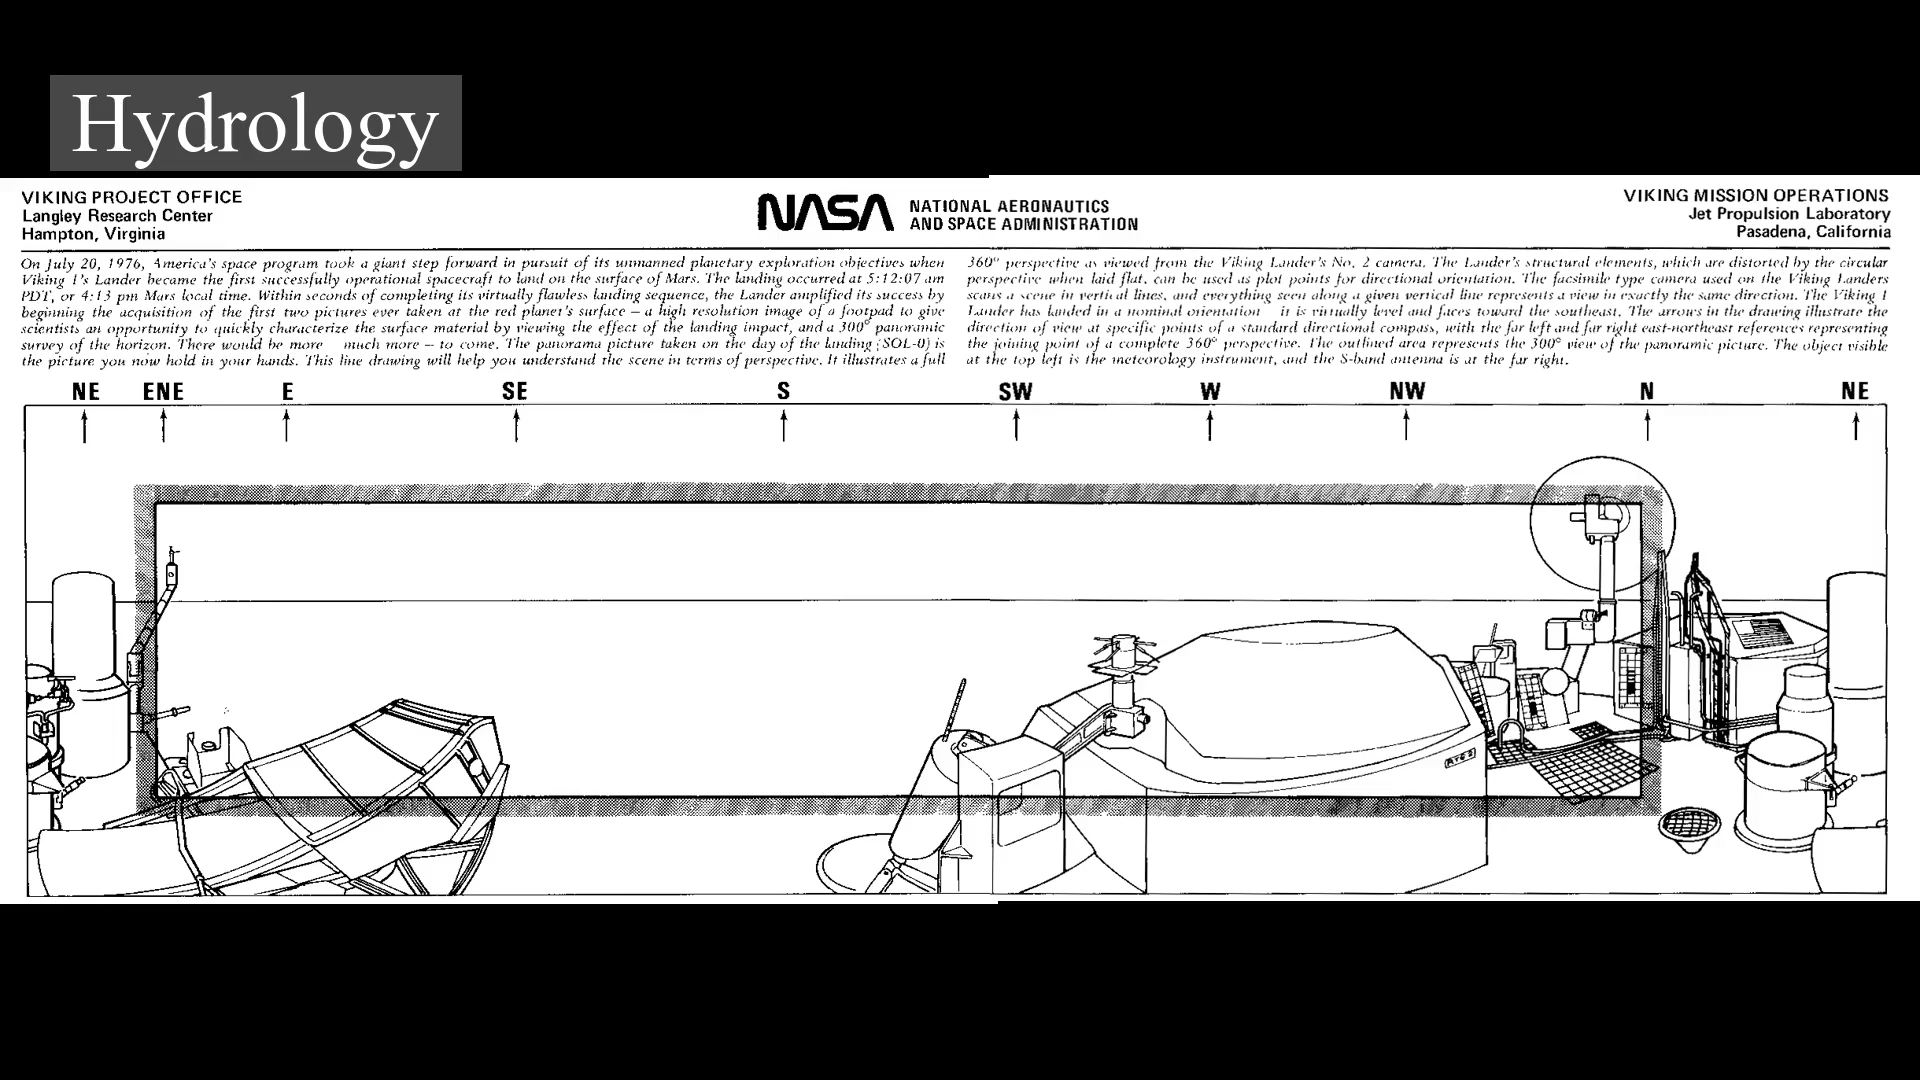 Hydrology
VIKING PROJECT OFFICE
Langley Research Center
Hampton, Virginia
NASA
NATIONAL AERONAUTICS
AND SPACE ADMINISTRATION
VIKING MISSION OPERATIONS
Jet Propulsion Laboratory
Pasadena, California
On July 20, 1976, America's space program took a giant step forward in pursuit of its unmanned planetary exploration objectives when
Viking 1's Lander became the first successfully operational spacecraft to land on the surface of Mars. The landing occurred at 5:12:07 am
PDT, or 4:13 pm Mars local time. Within seconds of completing its virtually flawless landing sequence, the Lander amplified its success by
beginning the acquisition of the first two pictures ever taken at the red planet's surface – a high resolution image of a footpad to give
scientists an opportunity to quickly characterize the surface material by viewing the effect of the landing impact, and a 300° panoramic
survey of the horizon. There would be more much more – to come. The panorama picture taken on the day of the landing (SOL-0) is
the picture you now hold in your hands. This line drawing will help you understand the scene in terms of perspective. It illustrates a full
360° perspective as viewed from the Viking Lander's No. 2 camera. The Lander's structural elements, which are distorted by the circular
perspective when laid flat, can be used as plot points for directional orientation. The facsimile type camera used on the Viking Landers
scans a scene in vertical lines, and everything seen along a given vertical line represents a view in exactly the same direction. The Viking 1
Lander has landed in a nominal orientation it is virtually level and faces toward the southeast. The arrows in the drawing illustrate the
direction of view at specific points of a standard directional compass, with the far left and far right east-northeast references representing
the joining point of a complete 360° perspective. The outlined area represents the 300° view of the panoramic picture. The object visible
at the top left is the meteorology instrument, and the S-band antenna is at the far right.
NE ENE E SE S SW W NW N NE